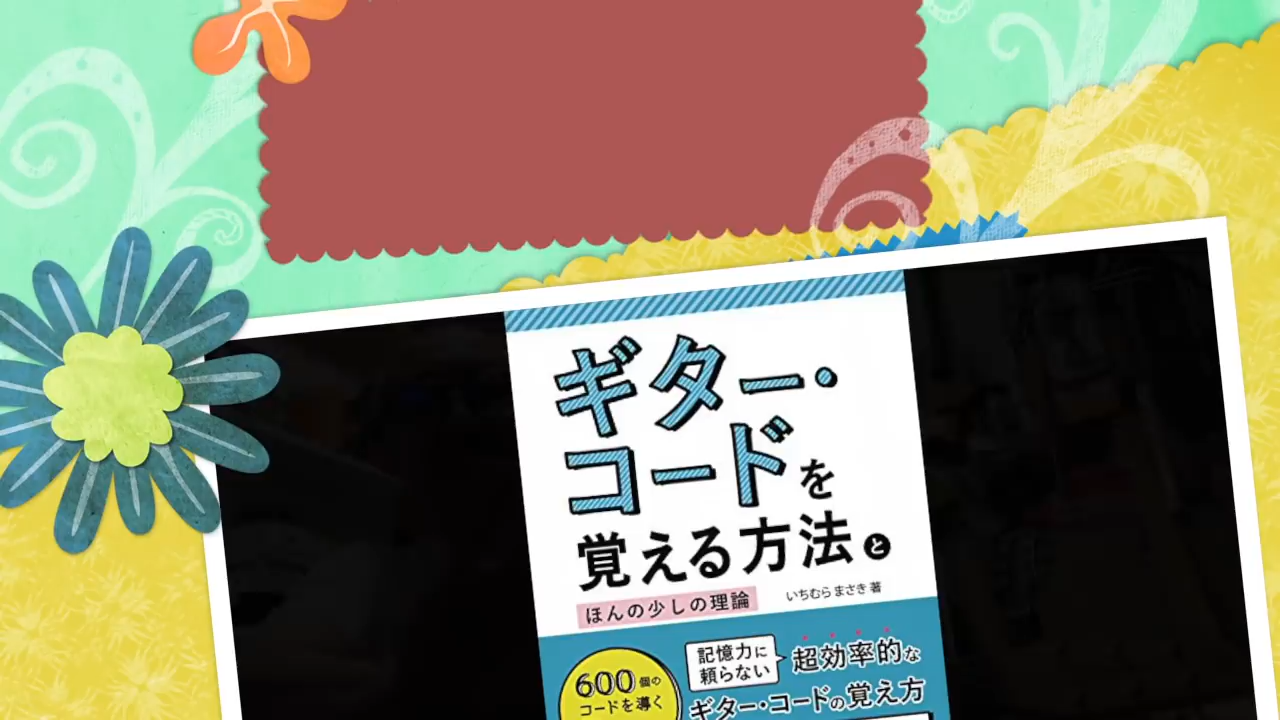 ギター・
コードを
覚える方法と
ほんの少しの理論
いちむら まさき 著
600個の
コードを導く
記憶力に
頼らない
超効率的な
ギター・コードの覚え方